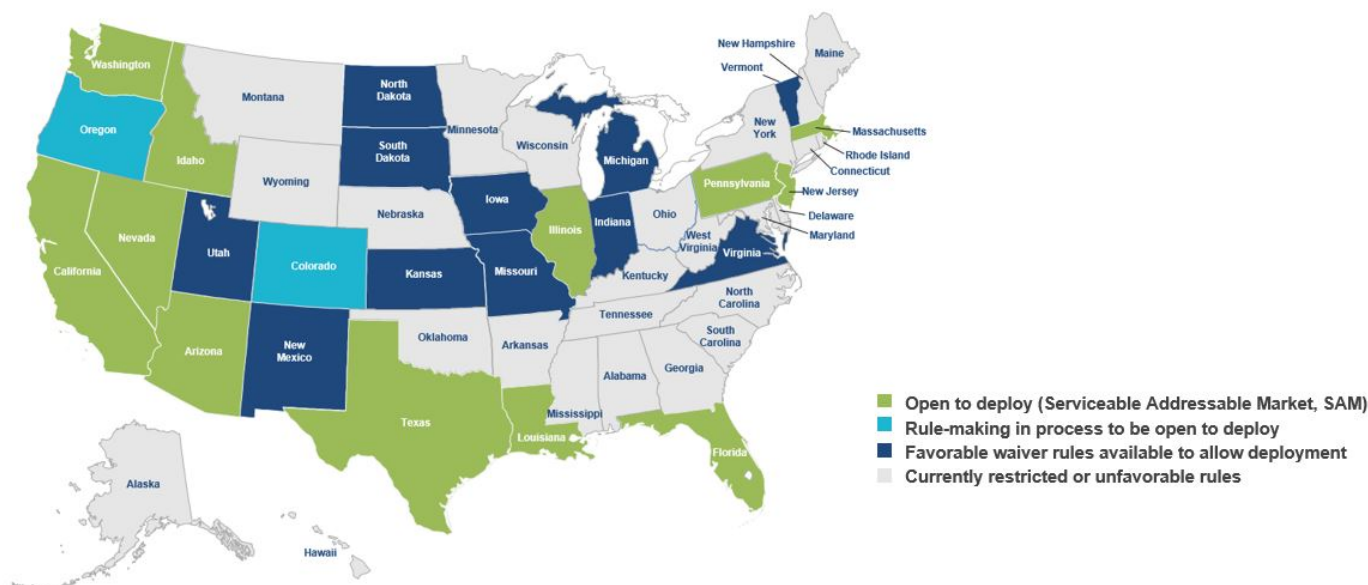 New Hampshire
Maine
Vermont
Washington
Montana
North
Dakota
Minnesota
Oregon
Idaho
South
Dakota
Wisconsin
Michigan
New
York
Massachusetts
Rhode Island
Connecticut
Wyoming
Iowa
Pennsylvania
New Jersey
Nebraska
Nevada
Illinois
Indiana
Ohio
Delaware
Maryland
Utah
West
Virginia
Virginia
California
Colorado
Kansas
Missouri
Kentucky
North
Carolina
Tennessee
Oklahoma
Arkansas
South
Carolina
Arizona
New
Mexico
Alabama
Georgia
Mississippi
Texas
Louisiana
Florida
Alaska
Hawaii
Open to deploy (Serviceable Addressable Market, SAM)
Rule-making in process to be open to deploy
Favorable waiver rules available to allow deployment
Currently restricted or unfavorable rules